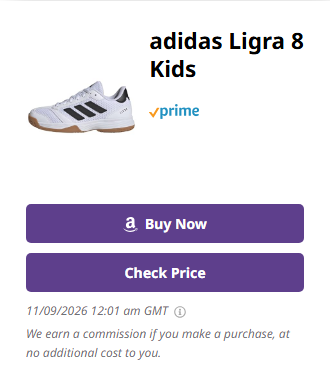 adidas Ligra 8
Kids
prime
Buy Now
Check Price
11/09/2026 12:01 am GMT
We earn a commission if you make a purchase, at
no additional cost to you.